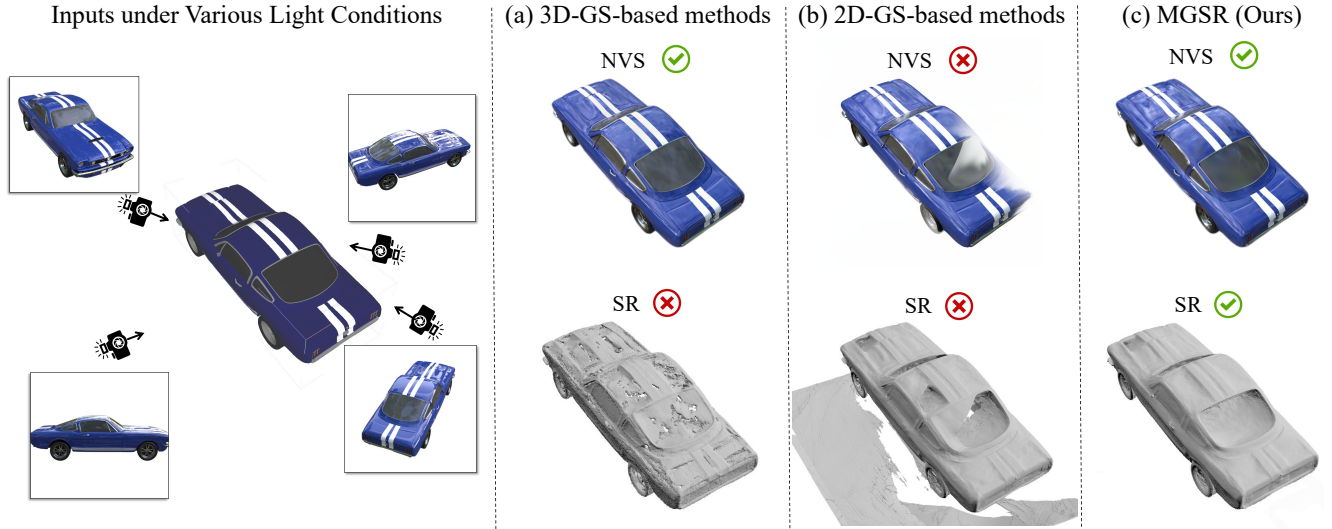 Inputs under Various Light Conditions
(a) 3D-GS-based methods
NVS
SR
(b) 2D-GS-based methods
NVS
SR
(c) MGSR (Ours)
NVS
SR